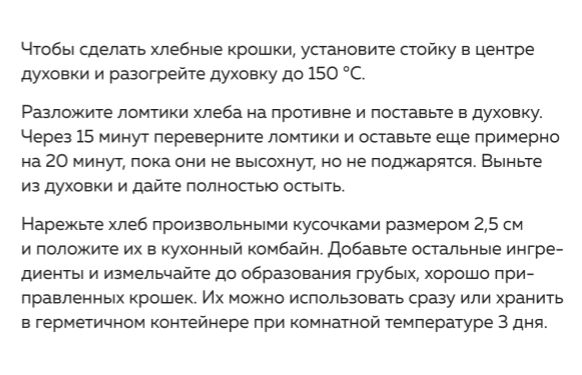 Чтобы сделать хлебные крошки, установите стойку в центре
духовки и разогрейте духовку до 150 °С.
Разложите ломтики хлеба на противне и поставьте в духовку.
Через 15 минут переверните ломтики и оставьте еще примерно
на 20 минут, пока они не высохнут, но не поджарятся. Выньте
из духовки и дайте полностью остыть.
Нарежьте хлеб произвольными кусочками размером 2,5 см
и положите их в кухонный комбайн. Добавьте остальные ингре-
диенты и измельчайте до образования грубых, хорошо при-
правленных крошек. Их можно использовать сразу или хранить
в герметичном контейнере при комнатной температуре 3 дня.